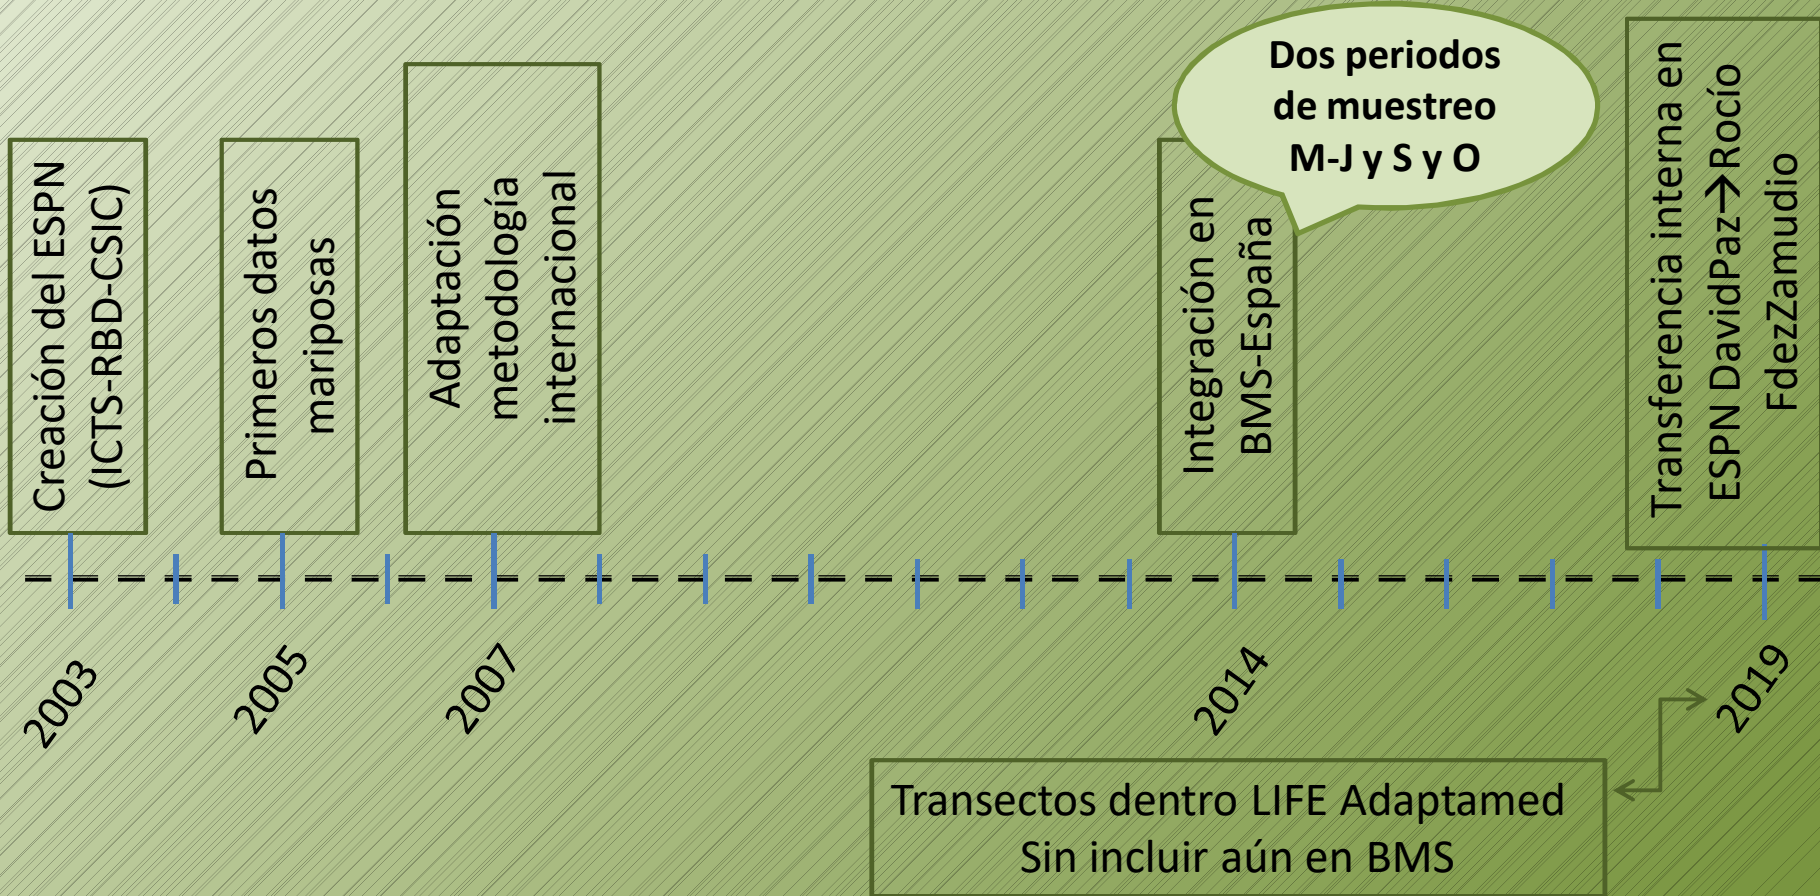 Creación del ESPN
(ICTS-RBD-CSIC)
Primeros datos
mariposas
Adaptación
metodología
internacional
Dos periodos
de muestreo
M-J y S y O
Integración en
BMS-España
Transferencia interna en
ESPN DavidPaz→Rocío
FdezZamudio
2003
2005
2007
2014
2019
Transectos dentro LIFE Adaptamed
Sin incluir aún en BMS